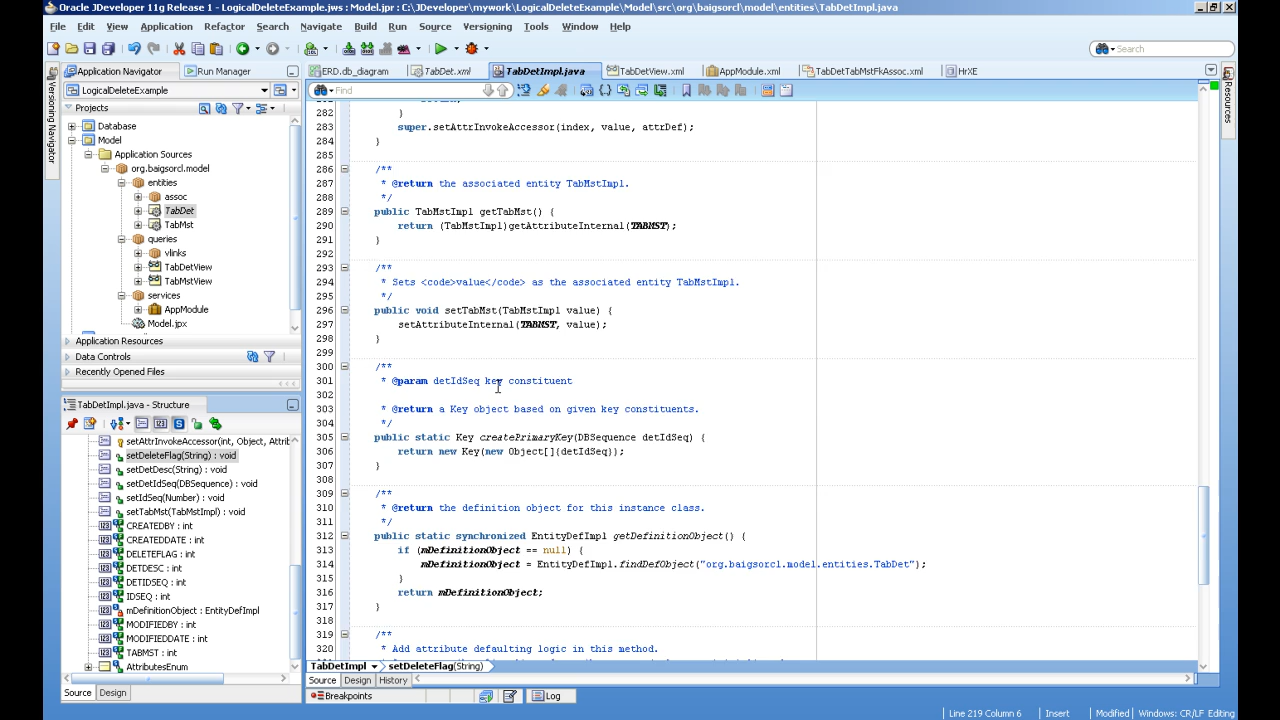 Oracle JDeveloper 11g Release 1 - LogicalDeleteExample.jws : Model.jpr : C:\JDeveloper\mywork\LogicalDeleteExample\Model\src\org\baigsorcl\model\entities\TabDetImpl.java
File Edit View Application Refactor Search Navigate Build Run Source Versioning Tools Window Help
Search
Application Navigator Run Manager
ERD.db_diagram TabDet.xml TabDetImpl.java TabDetView.xml AppModule.xml TabDetTabMstFkAssoc.xml HrXE
Versioning Navigator
Resources
LogicalDeleteExample
Find
Projects
Database
Model
Application Sources
org.baigsorcl.model
entities
assoc
TabDet
TabMst
queries
vlinks
TabDetView
TabMstView
services
AppModule
Model.jpx
Application Resources
Data Controls
Recently Opened Files
TabDetImpl.java - Structure
setAttrInvokeAccessor(int, Object, Attrib
setDeleteFlag(String) : void
setDetDesc(String) : void
setDetIdSeq(DBSequence) : void
setIdSeq(Number) : void
setTabMst(TabMstImpl) : void
CREATEDBY : int
CREATEDDATE : int
DELETEFLAG : int
DETDESC : int
DETIDSEQ : int
IDSEQ : int
mDefinitionObject : EntityDefImpl
MODIFIEDBY : int
MODIFIEDDATE : int
TABMST : int
AttributesEnum
Source Design
282 }
283 super.setAttrInvokeAccessor(index, value, attrDef);
284 }
285
286 /**
287 * @return the associated entity TabMstImpl.
288 */
289 public TabMstImpl getTabMst() {
290 return (TabMstImpl)getAttributeInternal(TABMST);
291 }
292
293 /**
294 * Sets <code>value</code> as the associated entity TabMstImpl.
295 */
296 public void setTabMst(TabMstImpl value) {
297 setAttributeInternal(TABMST, value);
298 }
299
300 /**
301 * @param detIdSeq key constituent
302
303 * @return a Key object based on given key constituents.
304 */
305 public static Key createPrimaryKey(DBSequence detIdSeq) {
306 return new Key(new Object[]{detIdSeq});
307 }
308
309 /**
310 * @return the definition object for this instance class.
311 */
312 public static synchronized EntityDefImpl getDefinitionObject() {
313 if (mDefinitionObject == null) {
314 mDefinitionObject = EntityDefImpl.findDefObject("org.baigsorcl.model.entities.TabDet");
315 }
316 return mDefinitionObject;
317 }
318
319 /**
320 * Add attribute defaulting logic in this method.
TabDetImpl setDeleteFlag(String)
Source Design History
Breakpoints Log
Line 219 Column 6 Insert Modified Windows: CR/LF Editing